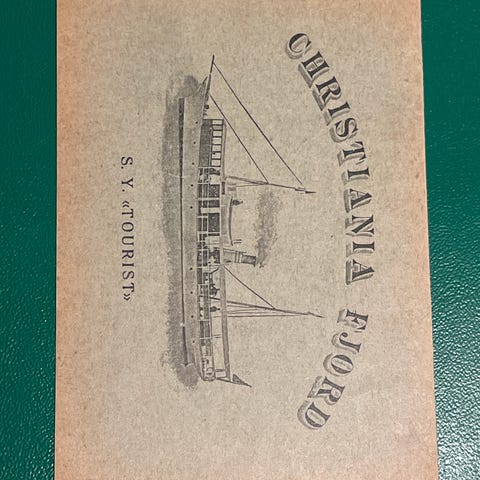 CHRISTIANIA FJORD
S. Y. «TOURIST»